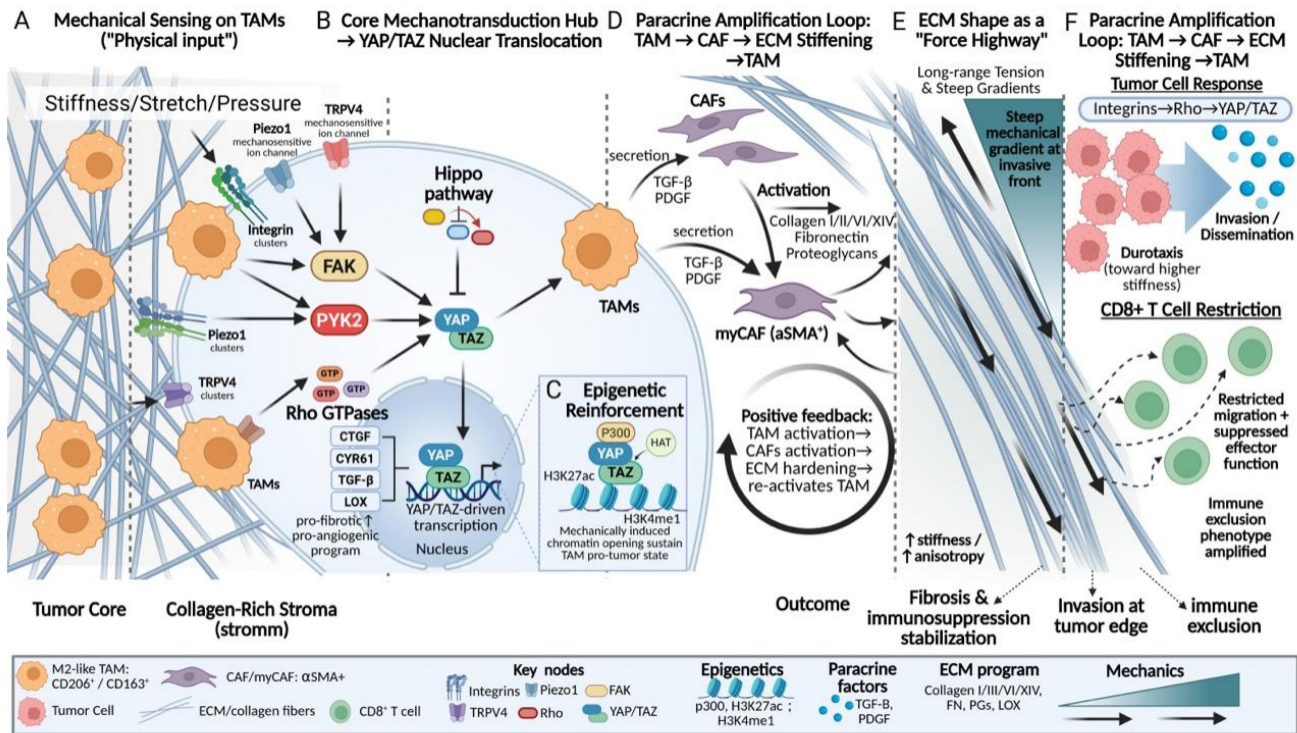 A
Mechanical Sensing on TAMs
("Physical input")
B
Core Mechanotransduction Hub
→ YAP/TAZ Nuclear Translocation
D
Paracrine Amplification Loop:
TAM → CAF → ECM Stiffening
→TAM
E
ECM Shape as a
"Force Highway"
F
Paracrine Amplification
Loop: TAM → CAF → ECM
Stiffening →TAM
Stiffness/Stretch/Pressure
Piezo1
mechanosensitive
ion channel
TRPV4
mechanosensitive
ion channel
Integrin
clusters
Piezo1
clusters
TRPV4
clusters
TAMs
FAK
PYK2
GTP
GTP
GTP
Rho GTPases
Hippo
pathway
YAP
TAZ
CTGF
CYR61
TGF-β
LOX
pro-fibrotic ↑
pro-angiogenic
program
YAP
TAZ
YAP/TAZ-driven
transcription
Nucleus
C
Epigenetic
Reinforcement
P300
YAP
TAZ
HAT
H3K27ac
H3K4me1
Mechanically induced
chromatin opening sustain
TAM pro-tumor state
TAMs
CAFs
secretion
TGF-β
PDGF
secretion
TGF-β
PDGF
Activation
Collagen I/II/VI/XIV,
Fibronectin
Proteoglycans
myCAF (aSMA⁺)
Positive feedback:
TAM activation→
CAFs activation→
ECM hardening→
re-activates TAM
Long-range Tension
& Steep Gradients
Steep
mechanical
gradient at
invasive
front
↑ stiffness /
↑ anisotropy
Tumor Cell Response
Integrins→Rho→YAP/TAZ
Invasion /
Dissemination
Durotaxis
(toward higher
stiffness)
CD8+ T Cell Restriction
Restricted
migration +
suppressed
effector
function
Immune
exclusion
phenotype
amplified
Tumor Core
Collagen-Rich Stroma
(stromm)
Outcome
Fibrosis &
immunosuppression
stabilization
Invasion at
tumor edge
immune
exclusion
M2-like TAM:
CD206⁺ / CD163⁺
CAF/myCAF: αSMA+
Tumor Cell
ECM/collagen fibers
CD8⁺ T cell
Key nodes
Integrins
Piezo1
FAK
TRPV4
Rho
YAP/TAZ
Epigenetics
p300, H3K27ac ;
H3K4me1
Paracrine
factors
TGF-B,
PDGF
ECM program
Collagen I/III/VI/XIV,
FN, PGs, LOX
Mechanics